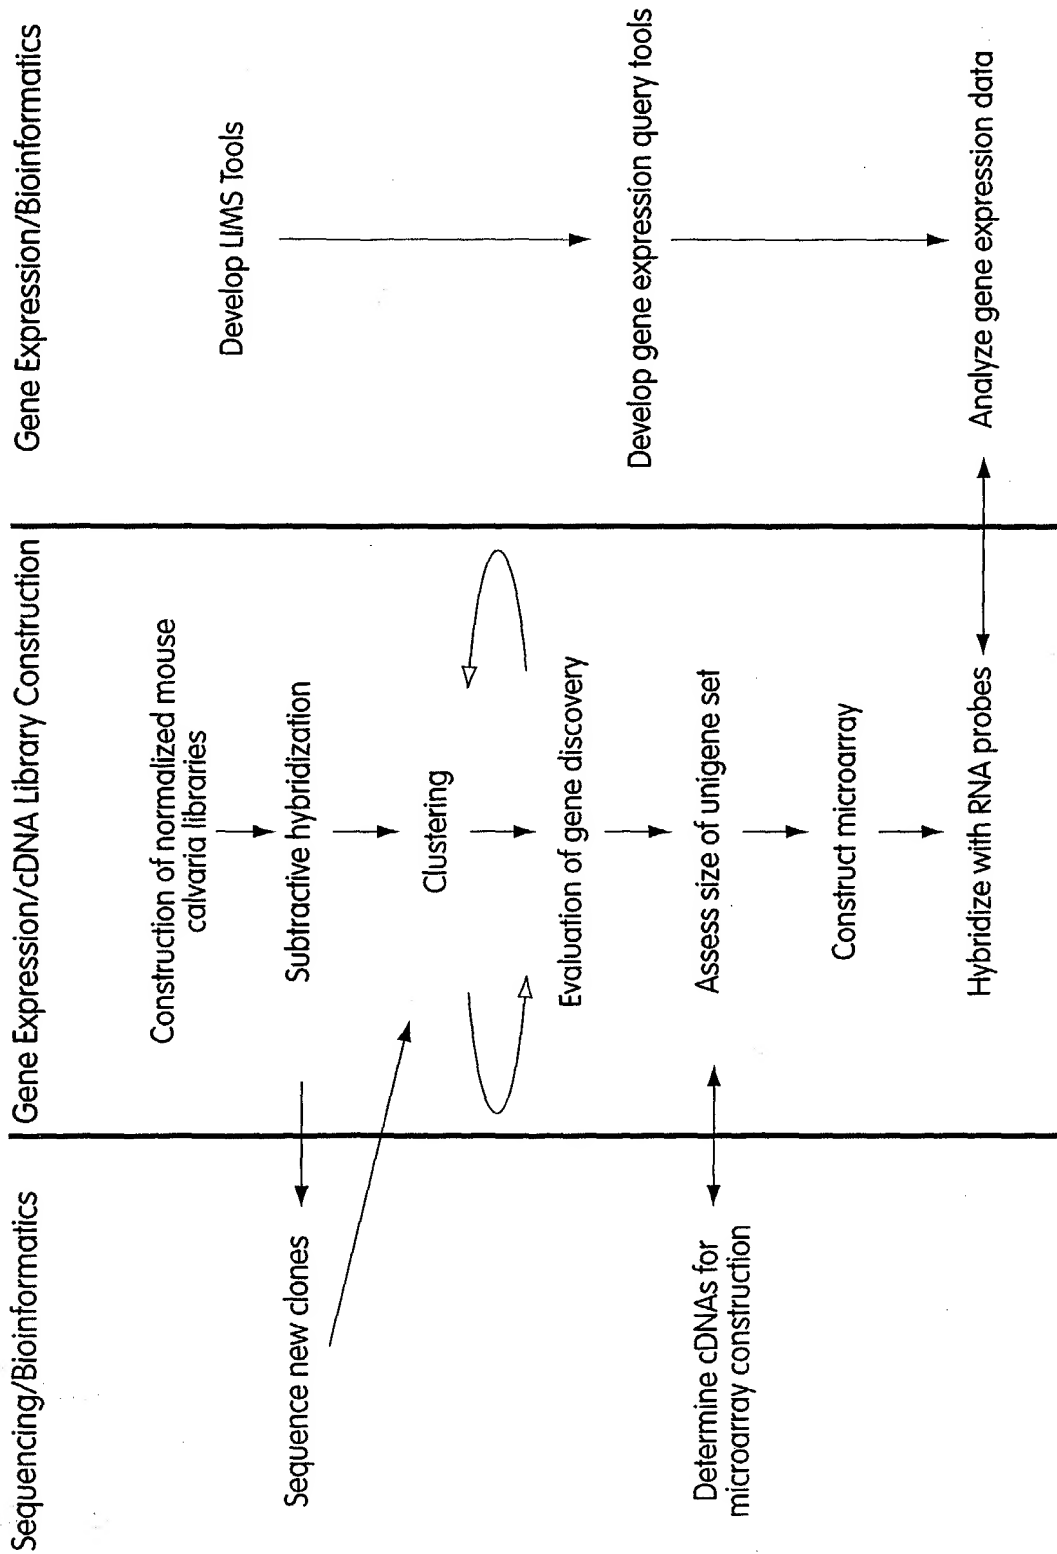 Sequencing/Bioinformatics
Gene Expression/cDNA Library Construction
Gene Expression/Bioinformatics
Construction of normalized mouse
calvaria libraries
Develop LIMS Tools
Sequence new clones
Subtractive hybridization
Clustering
Evaluation of gene discovery
Develop gene expression query tools
Determine cDNAs for
microarray construction
Assess size of unigene set
Construct microarray
Hybridize with RNA probes
Analyze gene expression data